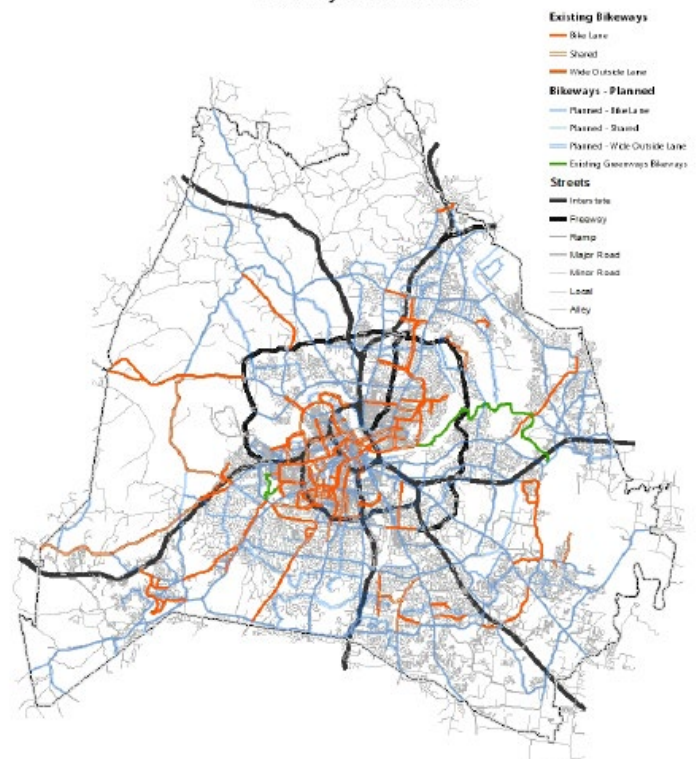 Existing Bikeways
Bike Lane
Shared
Wide Outside Lane
Bikeways - Planned
Planned - Bike Lane
Planned - Shared
Planned - Wide Outside Lane
Existing Greenways Bikeways
Streets
Interstate
Freeway
Ramp
Major Road
Minor Road
Local
Alley